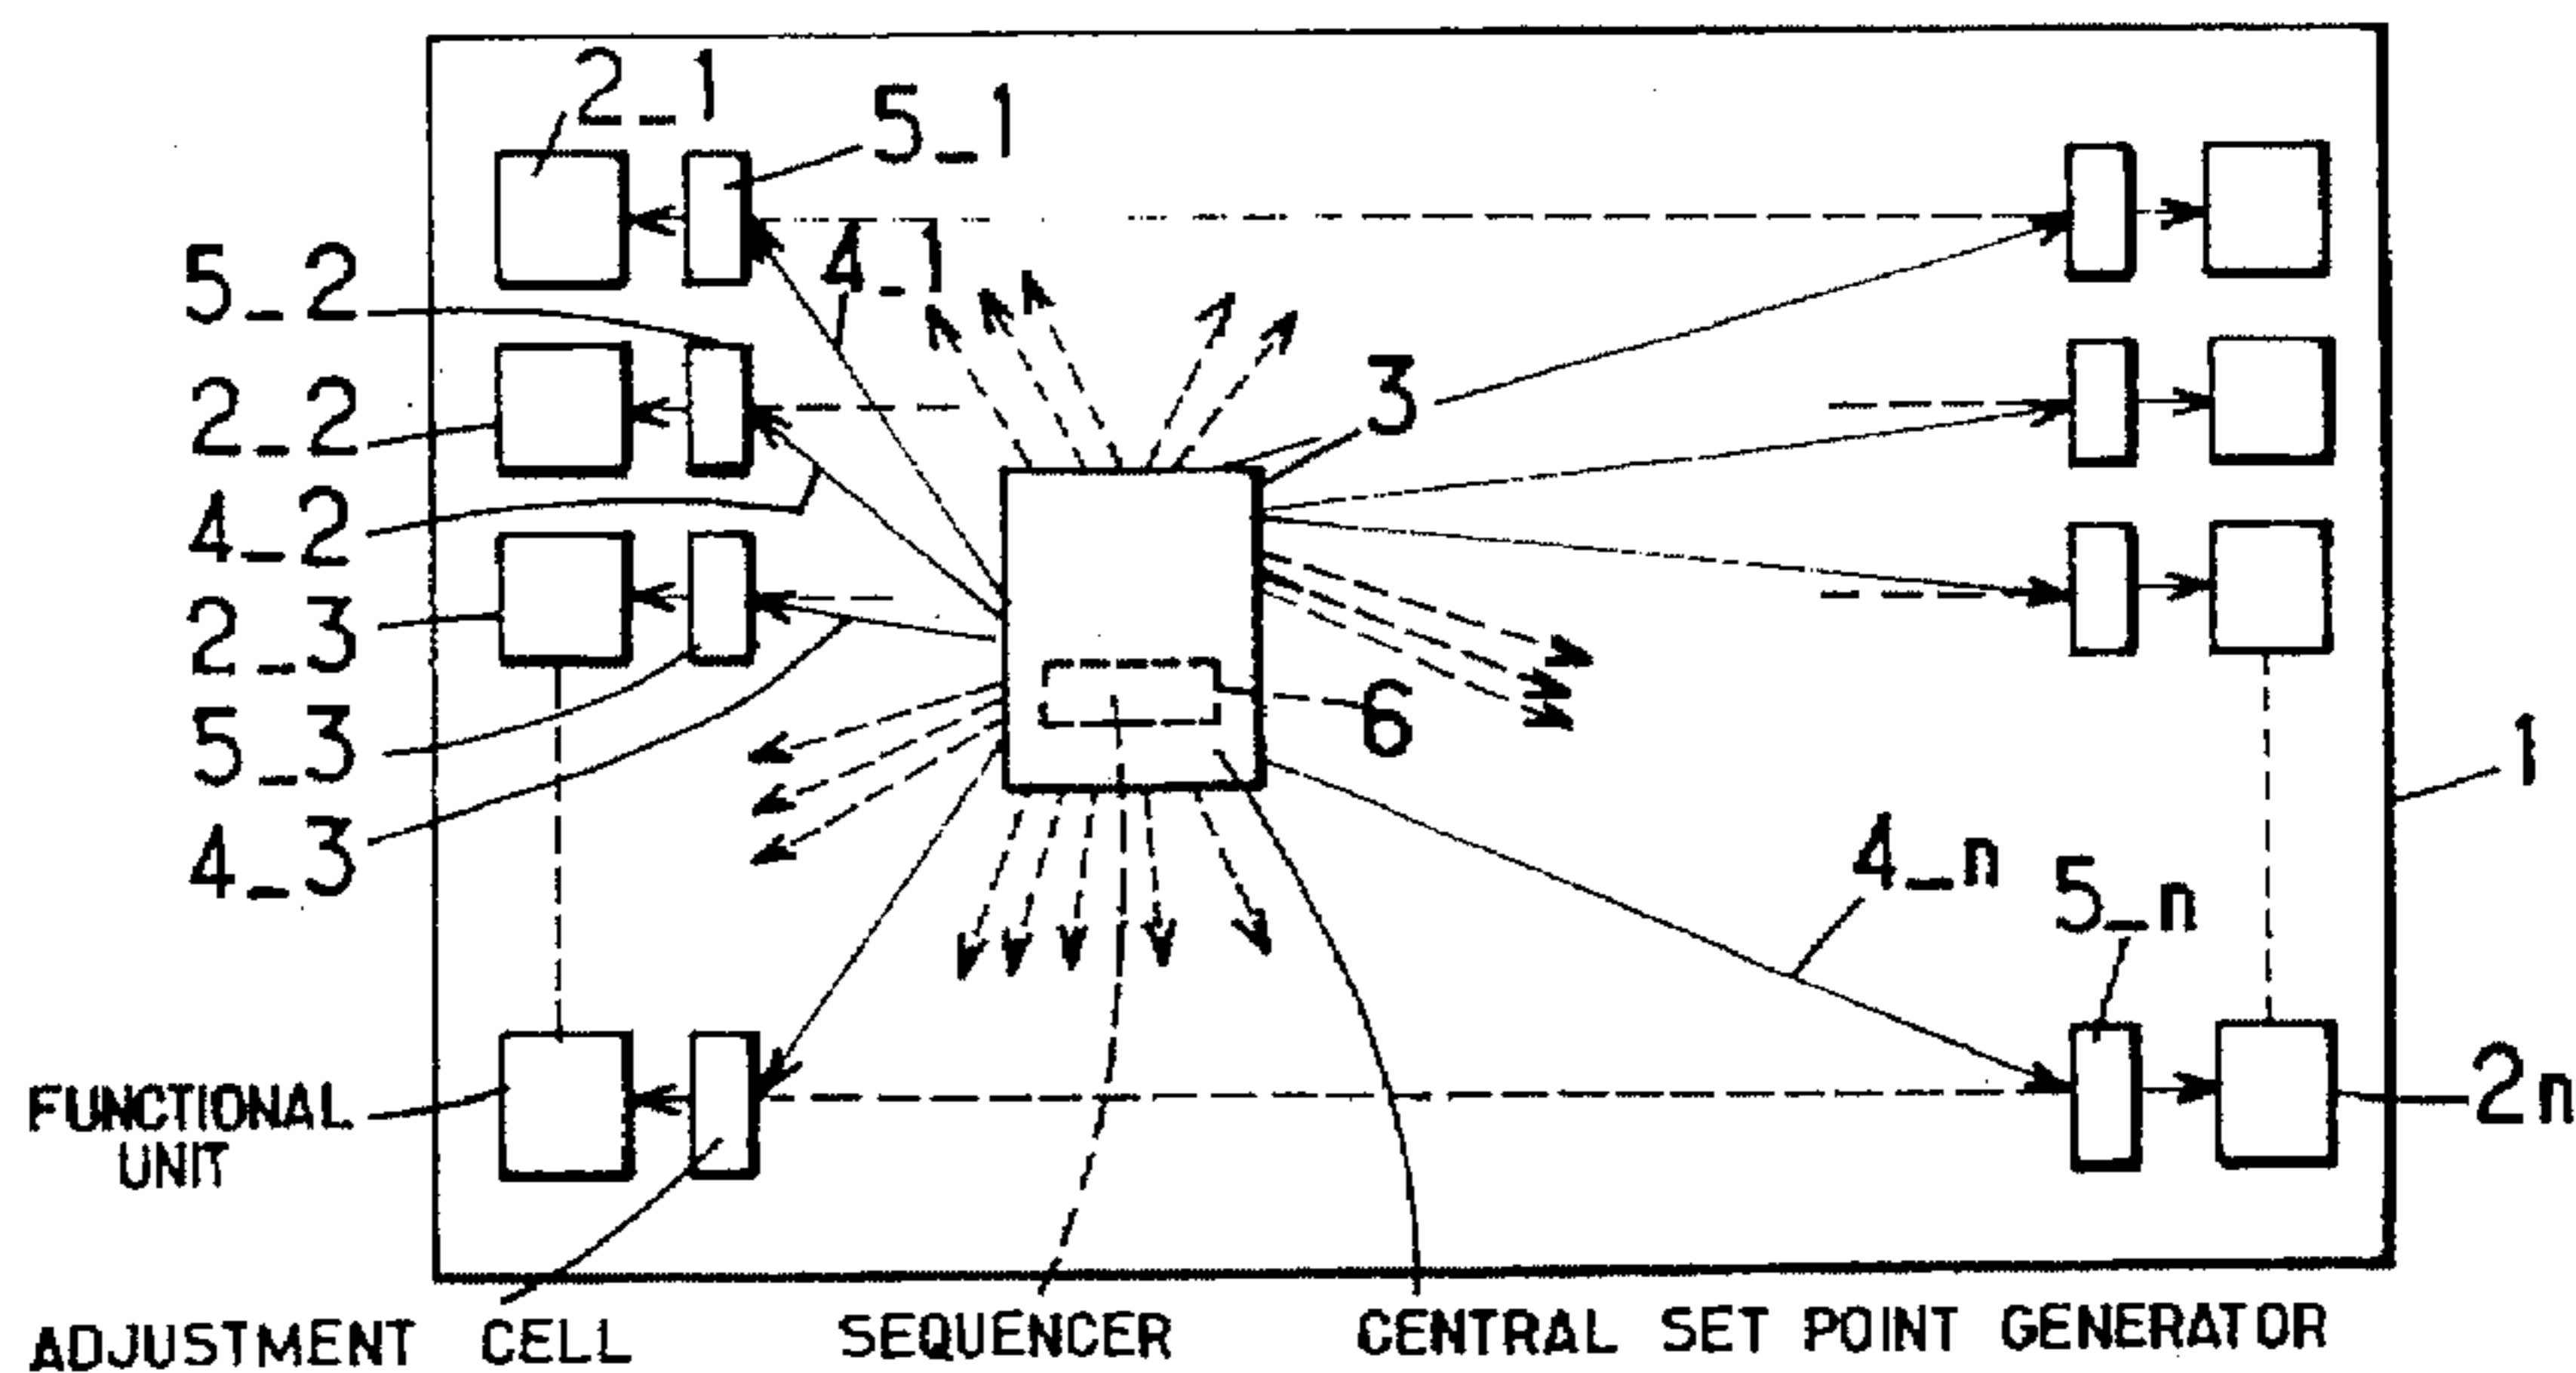 2_1
5_1
5_2
4_1
2_2
3
4_2
2_3
6
5_3
1
4_3
4_n
5_n
2n
FUNCTIONAL
UNIT
ADJUSTMENT CELL
SEQUENCER
CENTRAL SET POINT GENERATOR